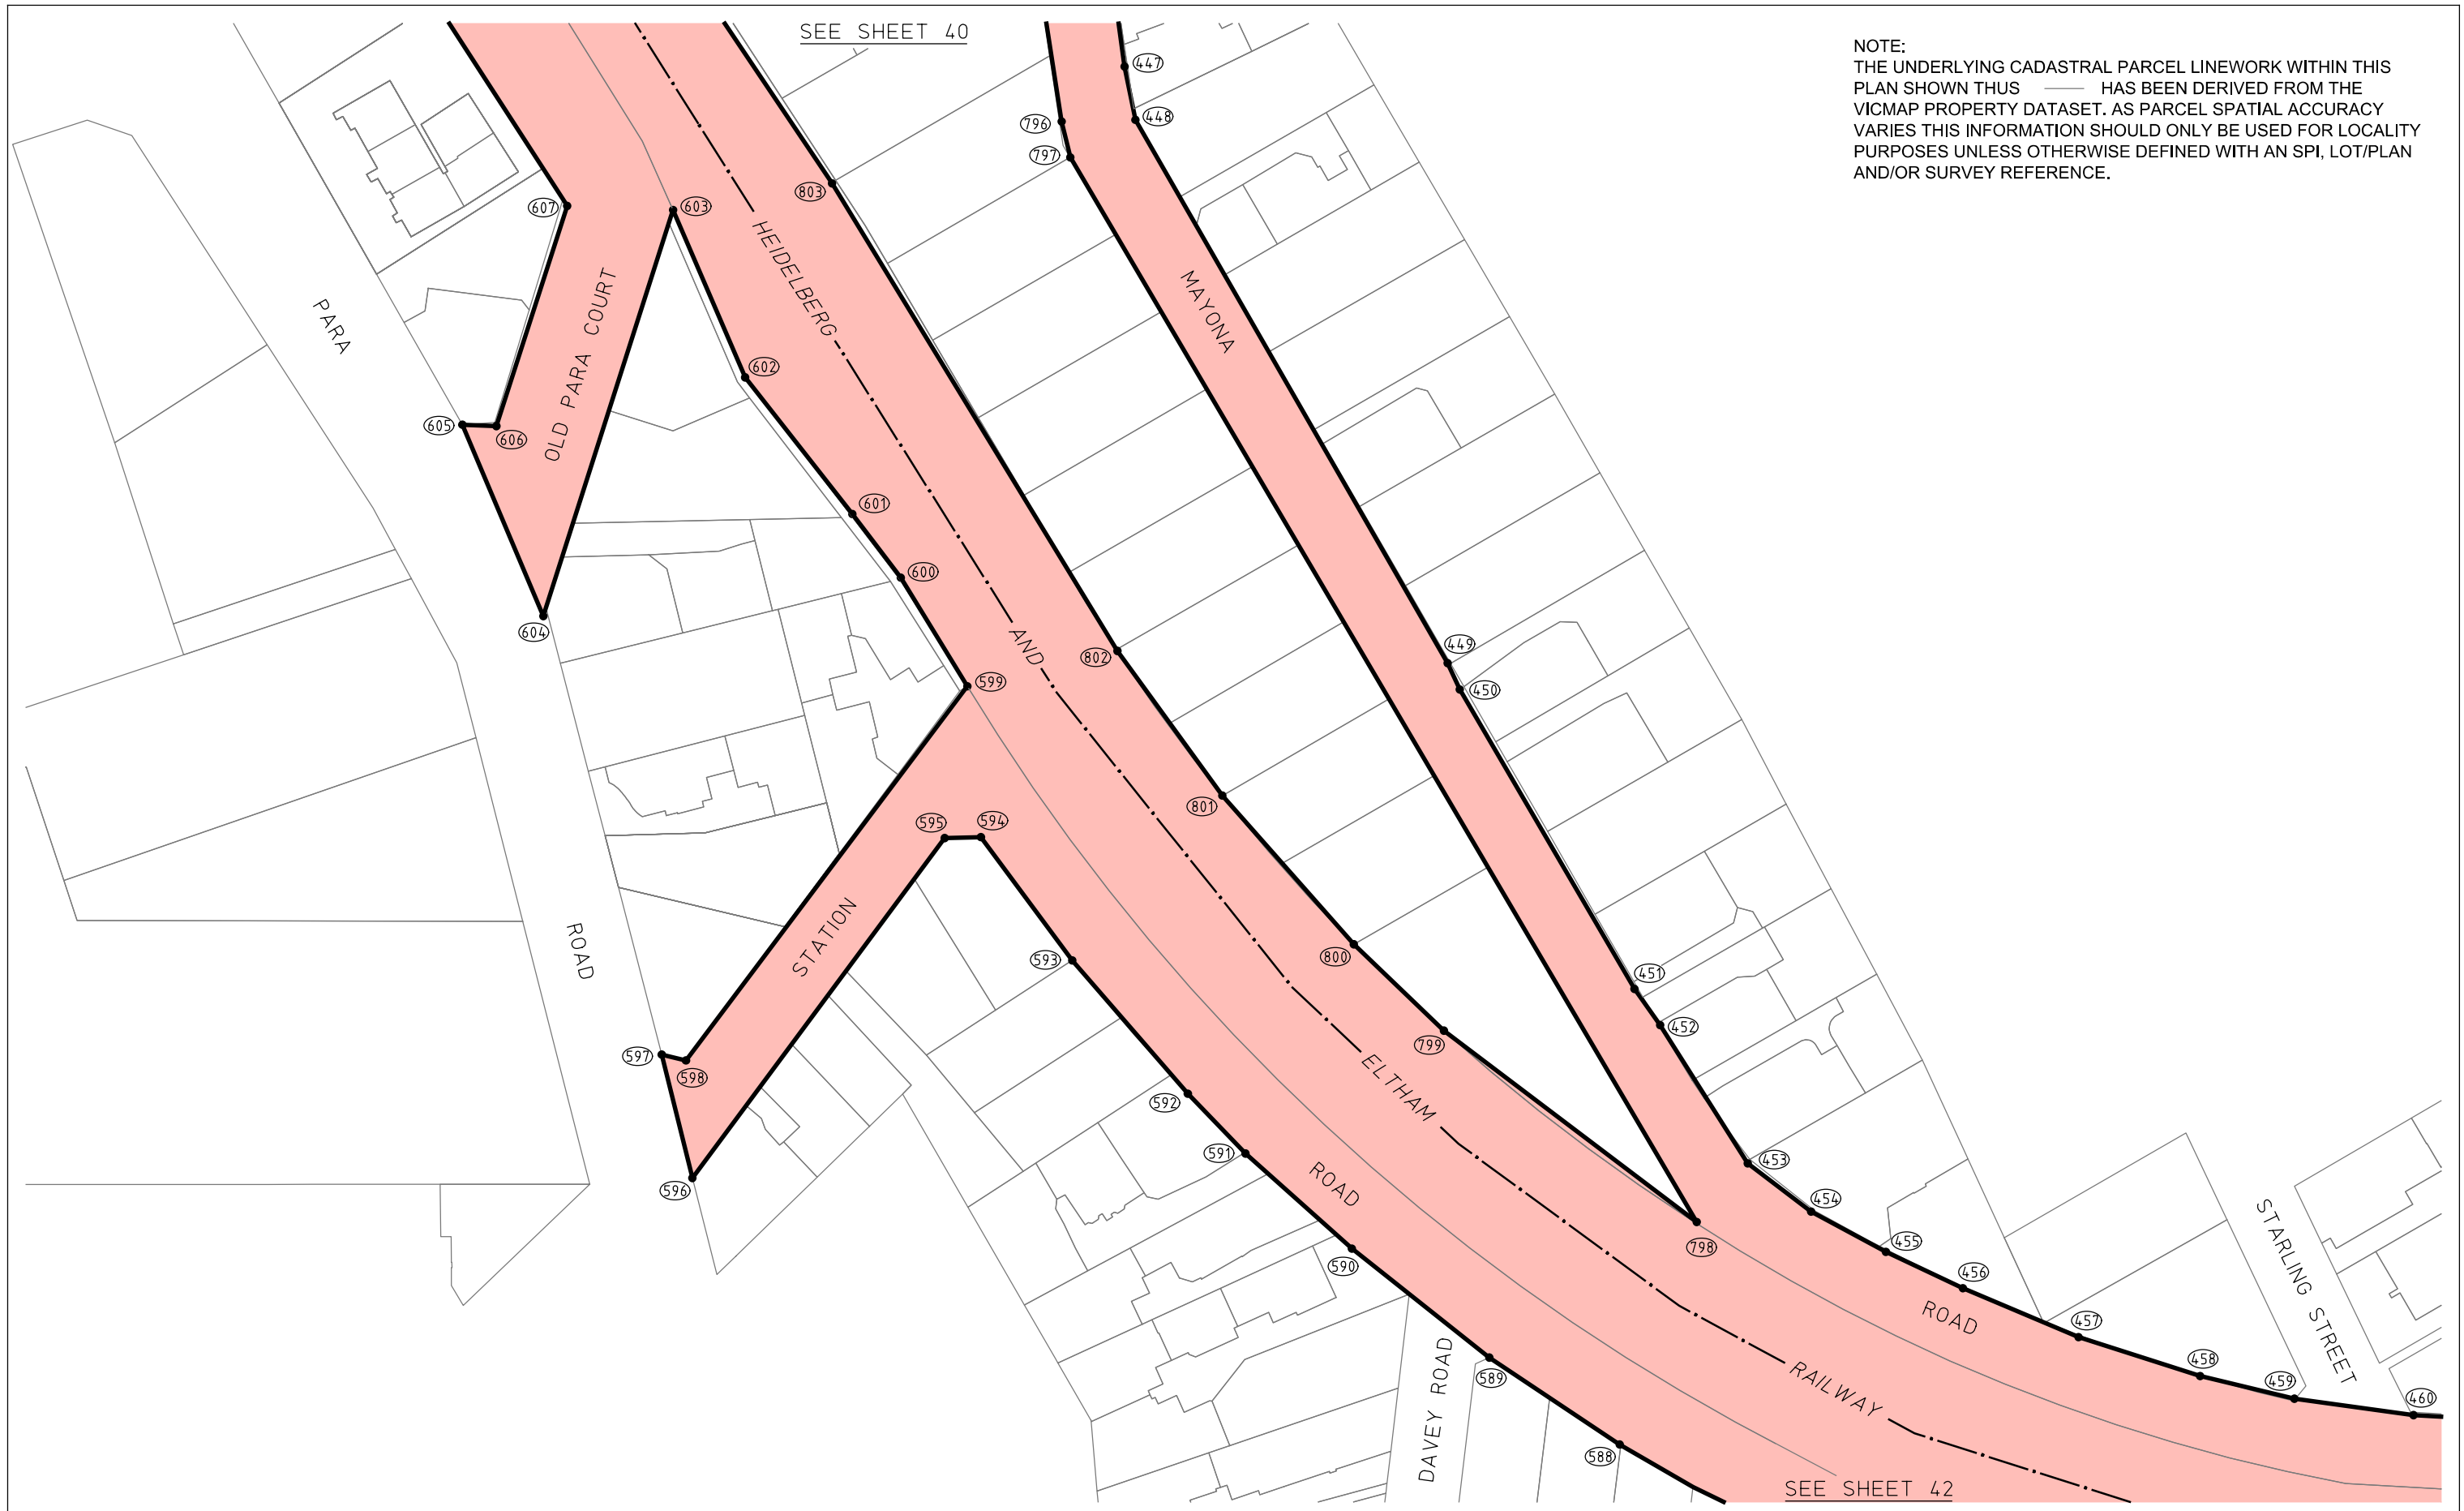 SEE SHEET 40
NOTE:
THE UNDERLYING CADASTRAL PARCEL LINEWORK WITHIN THIS
PLAN SHOWN THUS —— HAS BEEN DERIVED FROM THE
VICMAP PROPERTY DATASET. AS PARCEL SPATIAL ACCURACY
VARIES THIS INFORMATION SHOULD ONLY BE USED FOR LOCALITY
PURPOSES UNLESS OTHERWISE DEFINED WITH AN SPI, LOT/PLAN
AND/OR SURVEY REFERENCE.
447
448
796
797
803
607
603
HEIDELBERG
PARA
OLD PARA COURT
MAYONA
602
605
606
601
600
604
AND
802
449
450
599
801
595
594
STATION
ROAD
593
800
451
452
799
597
598
ELTHAM
592
591
453
596
ROAD
454
798
455
590
456
STARLING STREET
ROAD
457
458
459
460
589
DAVEY ROAD
RAILWAY
588
SEE SHEET 42